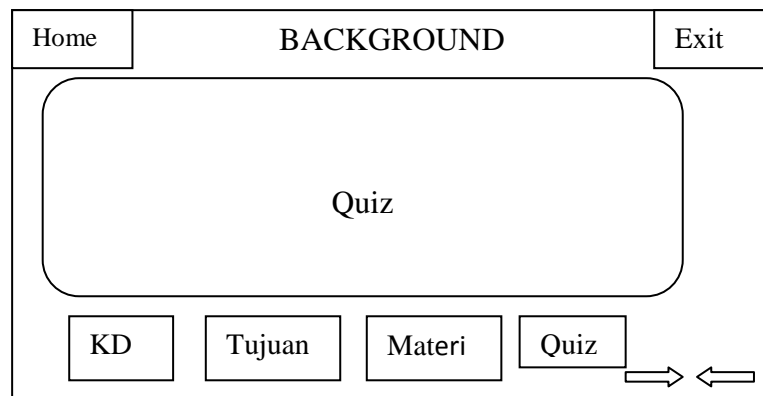 Home
BACKGROUND
Exit
Quiz
KD
Tujuan
Materi
Quiz